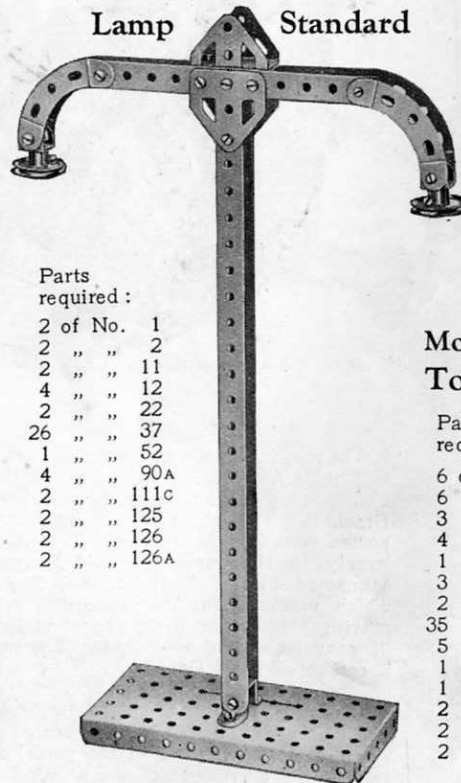 Lamp Standard
Parts
required :
2 of No. 1
2 „ „ 2
2 „ „ 11
4 „ „ 12
2 „ „ 22
26 „ „ 37
1 „ „ 52
4 „ „ 90A
2 „ „ 111C
2 „ „ 125
2 „ „ 126
2 „ „ 126A
Mo
To
Pa
req
6 o
6
3
4
1
3
2
35
5
1
1
2
2
2